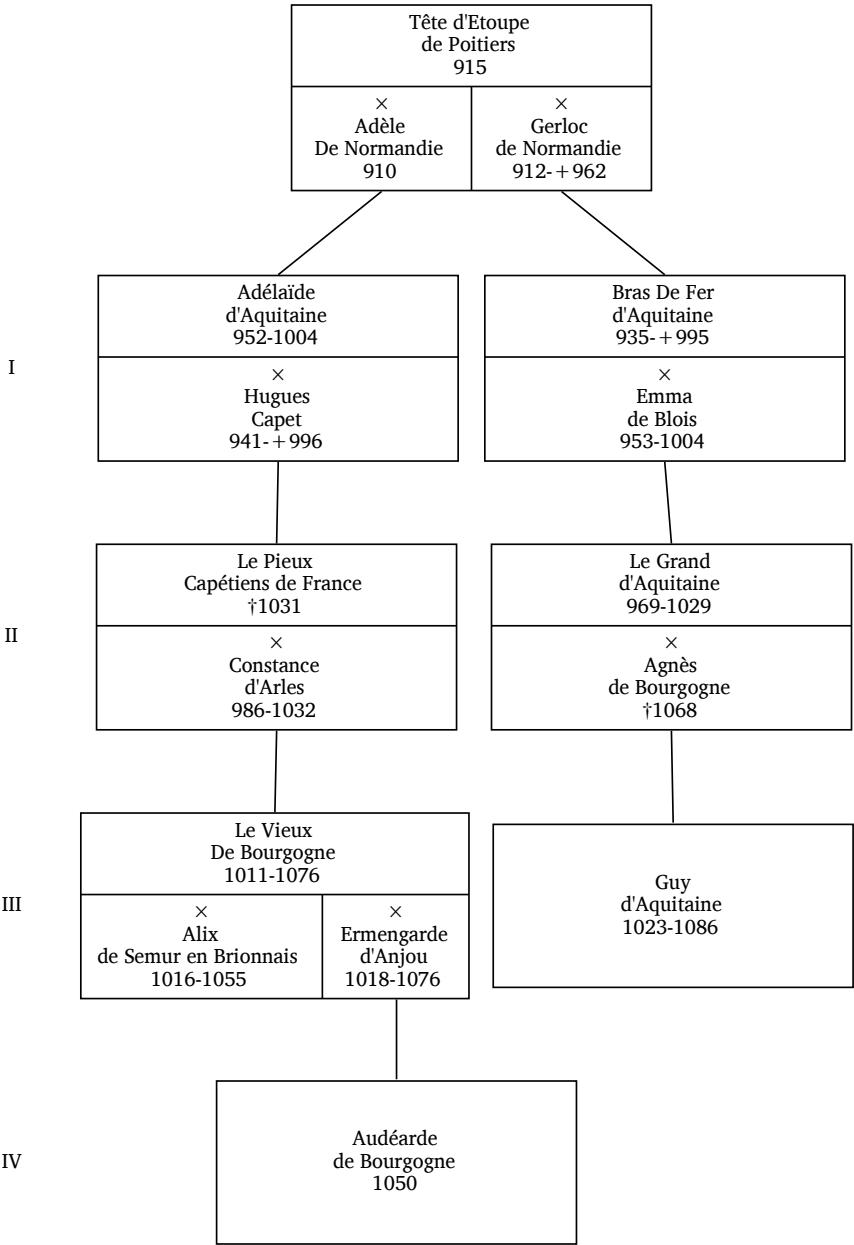 Tête d'Etoupe
de Poitiers
915
×
Adèle
De Normandie
910
×
Gerloc
de Normandie
912-+962
I
Adélaïde
d'Aquitaine
952-1004
×
Hugues
Capet
941-+996
Bras De Fer
d'Aquitaine
935-+995
×
Emma
de Blois
953-1004
II
Le Pieux
Capétiens de France
†1031
×
Constance
d'Arles
986-1032
Le Grand
d'Aquitaine
969-1029
×
Agnès
de Bourgogne
†1068
III
Le Vieux
De Bourgogne
1011-1076
×
Alix
de Semur en Brionnais
1016-1055
×
Ermengarde
d'Anjou
1018-1076
Guy
d'Aquitaine
1023-1086
IV
Audéarde
de Bourgogne
1050